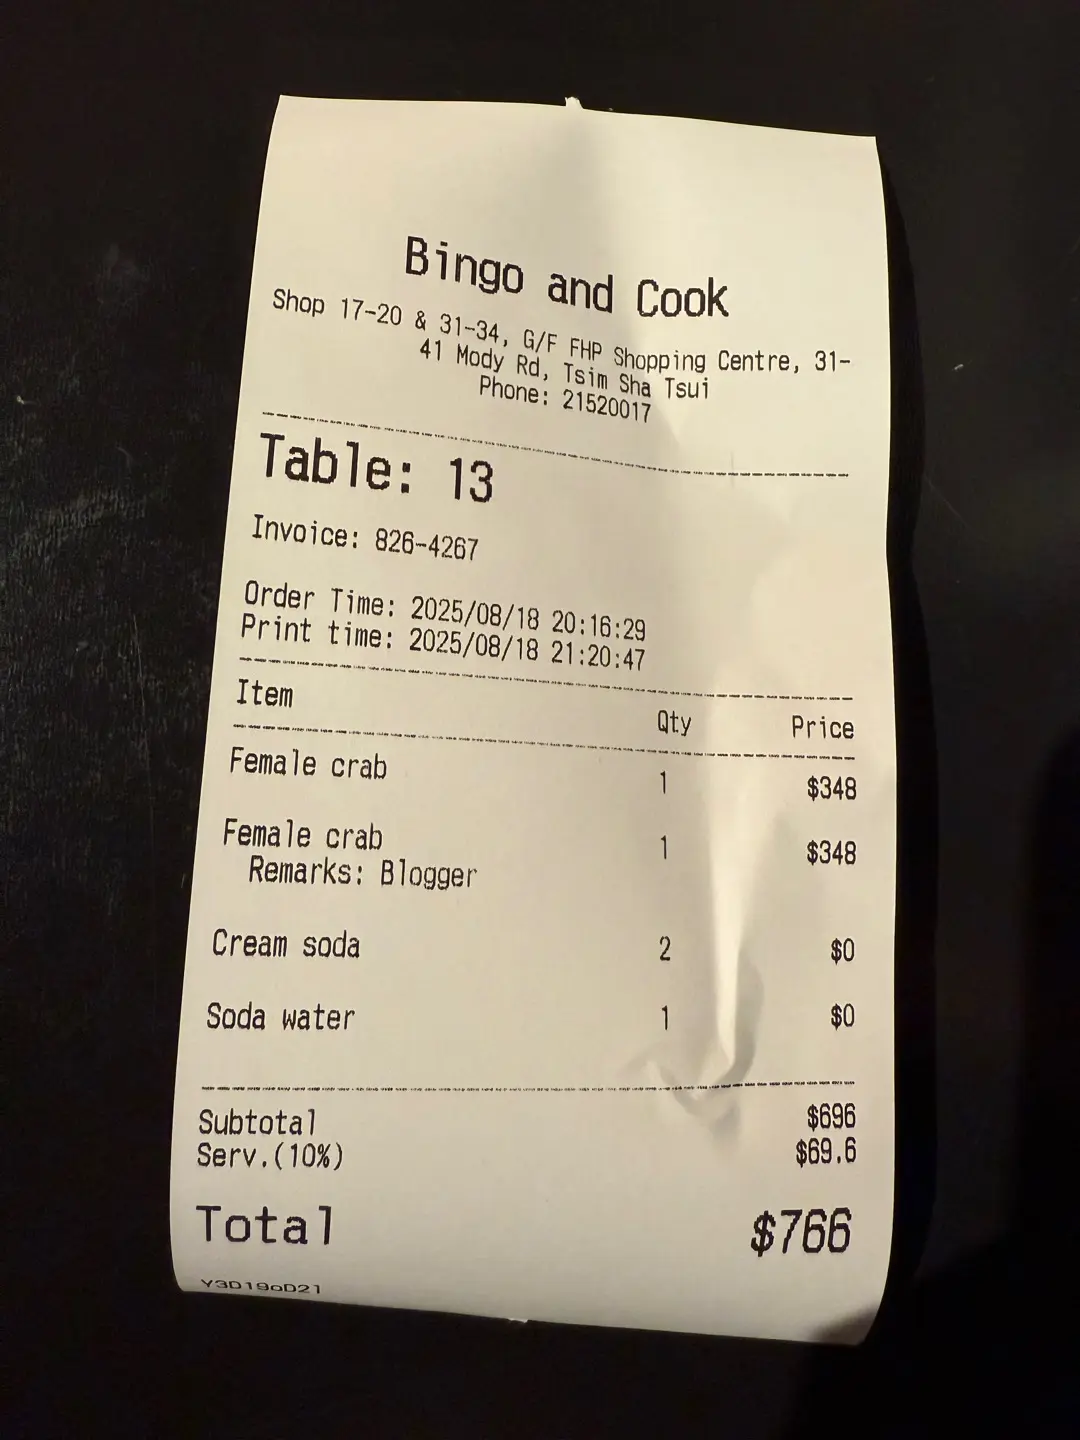 Bingo and Cook
Shop 17-20 & 31-34, G/F FHP Shopping Centre, 31-
41 Mody Rd, Tsim Sha Tsui
Phone: 21520017
Table: 13
Invoice: 826-4267
Order Time: 2025/08/18 20:16:29
Print time: 2025/08/18 21:20:47
Item Qty Price
Female crab 1 $348
Female crab 1 $348
Remarks: Blogger
Cream soda 2 $0
Soda water 1 $0
Subtotal $696
Serv.(10%) $69.6
Total $766
Y3D19oD21